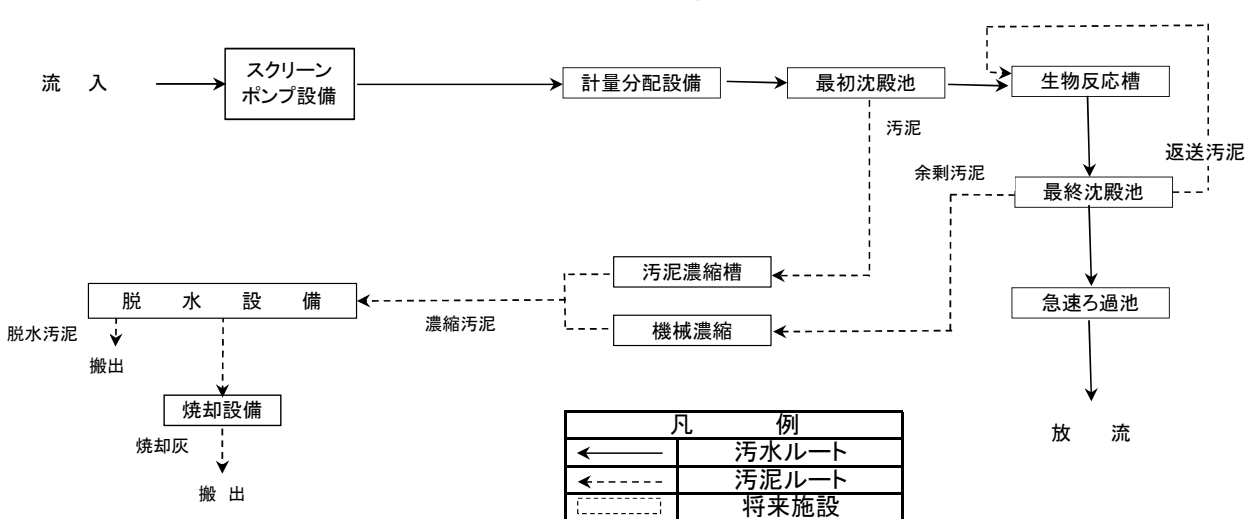 流 入
スクリーン
ポンプ設備
計量分配設備
最初沈殿池
生物反応槽
汚泥
返送汚泥
余剰汚泥
最終沈殿池
汚泥濃縮槽
脱 水 設 備
急速ろ過池
濃縮汚泥
機械濃縮
脱水汚泥
搬出
焼却設備
焼却灰
搬 出
放 流
凡 例
汚水ルート
汚泥ルート
将来施設